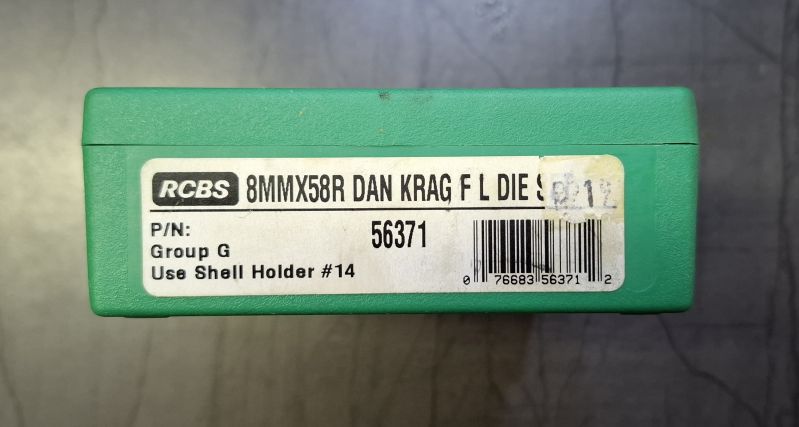 RCBS 8MMX58R DAN KRAG F L DIE
P/N: 56371
Group G
Use Shell Holder #14
0 76683 56371 2